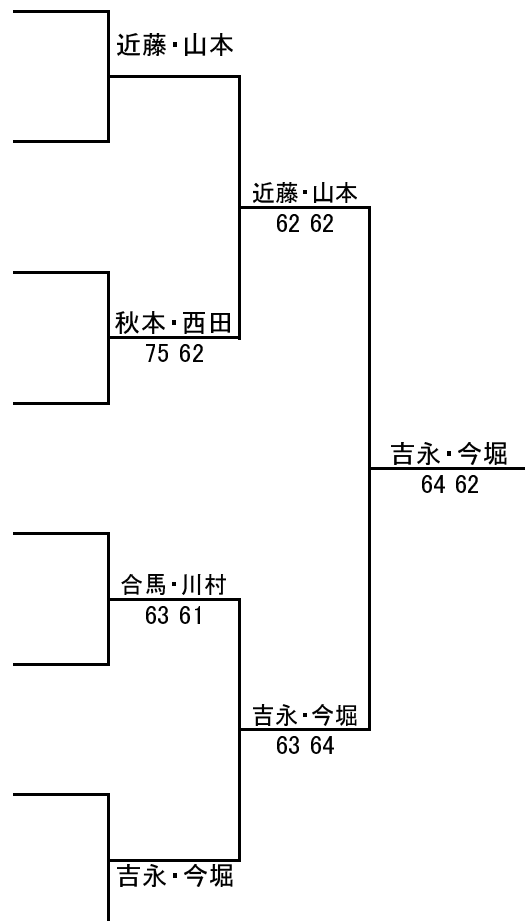 近藤・山本
近藤・山本
62 62
秋本・西田
75 62
吉永・今堀
64 62
合馬・川村
63 61
吉永・今堀
63 64
吉永・今堀